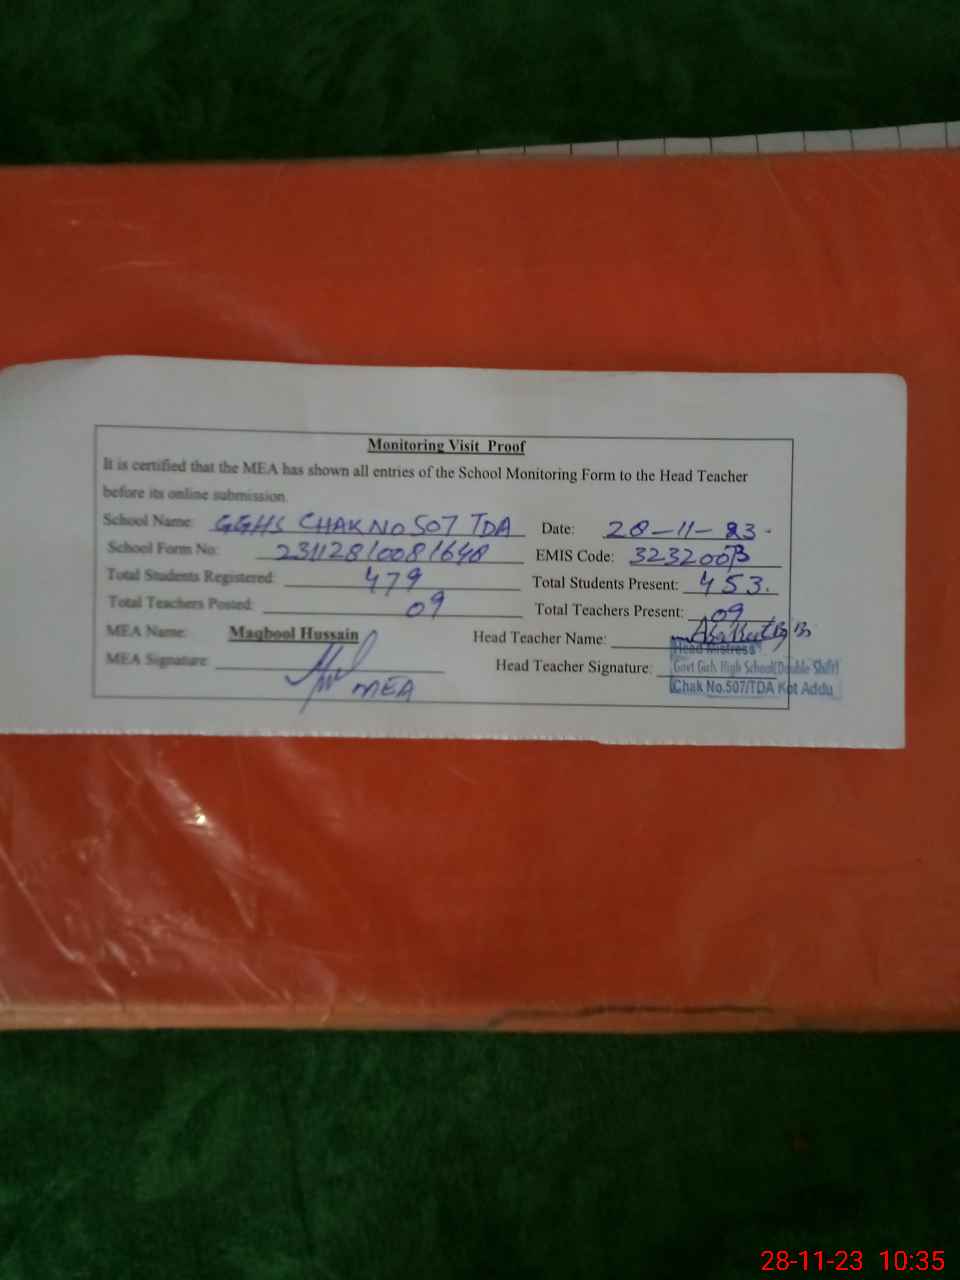 Monitoring Visit Proof
It is certified that the MEA has shown all entries of the School Monitoring Form to the Head Teacher
before its online submission.
School Name: GGHS CHAK NO 507 TDA Date: 28-11-23
School Form No: EMIS Code:
Total Students Registered: 479 Total Students Present: 453.
Total Teachers Posted: 09 Total Teachers Present: 09
MEA Name: Maqbool Hussain Head Teacher Name:
MEA Signature: MEA Head Teacher Signature:
Head Mistress
Govt Girls High School(Double Shift)
Chak No.507/TDA Kot Addu
28-11-23 10:35